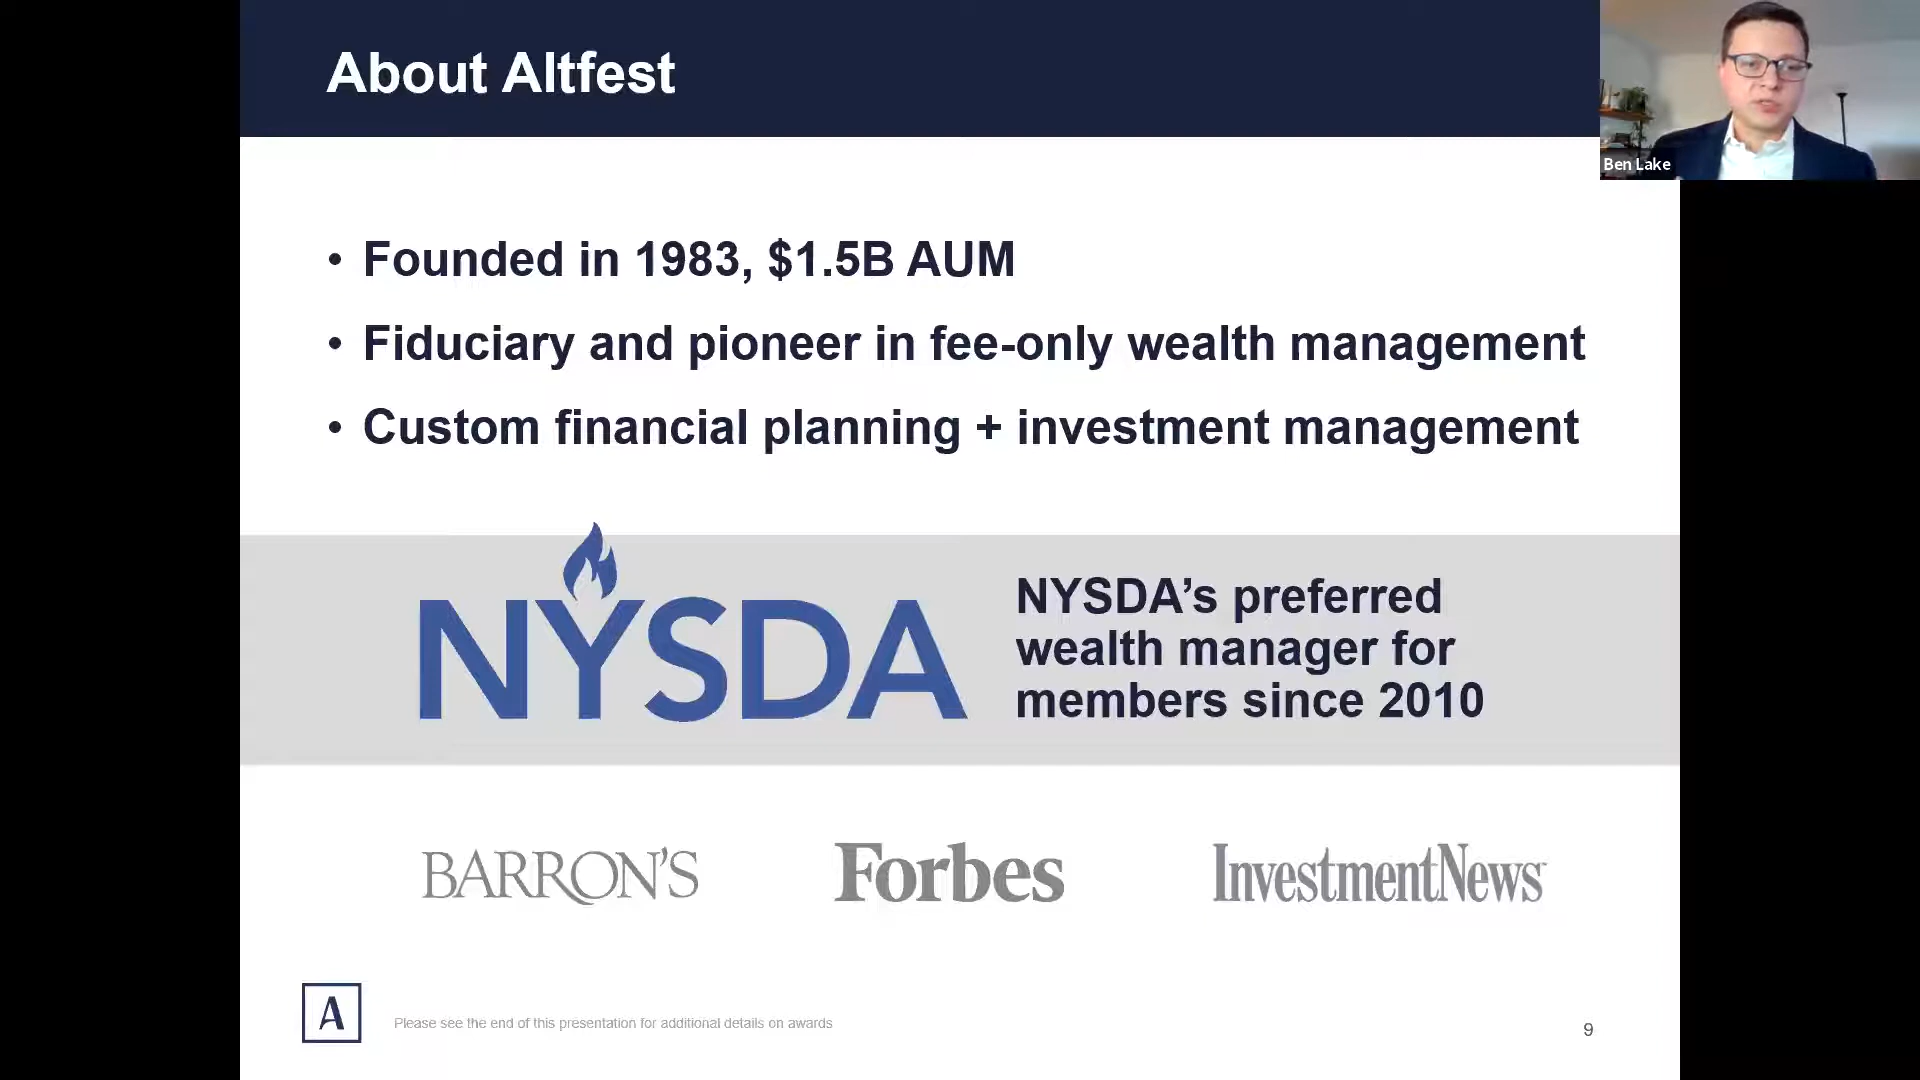 About Altfest
Ben Lake
• Founded in 1983, $1.5B AUM
• Fiduciary and pioneer in fee-only wealth management
• Custom financial planning + investment management
NYSDA
NYSDA’s preferred
wealth manager for
members since 2010
BARRON'S
Forbes
InvestmentNews
A
Please see the end of this presentation for additional details on awards
9